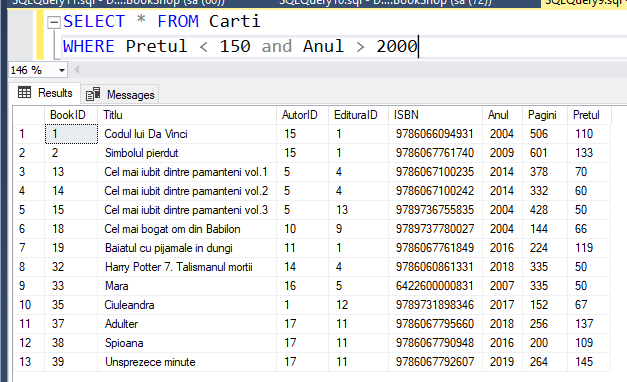 SQLQuery11.sql - D....BookShop (sa (60)) SQLQuery10.sql - D....BookShop (sa (72)) SQLQuery9.sql
SELECT * FROM Carti
WHERE Pretul < 150 and Anul > 2000
146 %
Results Messages
BookID Titlu AutorID EdituraID ISBN Anul Pagini Pretul
1 1 Codul lui Da Vinci 15 1 9786066094931 2004 506 110
2 2 Simbolul pierdut 15 1 9786067761740 2009 601 133
3 13 Cel mai iubit dintre pamanteni vol.1 5 4 9786067100235 2014 378 70
4 14 Cel mai iubit dintre pamanteni vol.2 5 4 9786067100242 2014 332 60
5 15 Cel mai iubit dintre pamanteni vol.3 5 13 9789736755835 2004 428 50
6 18 Cel mai bogat om din Babilon 10 9 9789737780027 2004 144 66
7 19 Baiatul cu pijamale in dungi 11 1 9786067761849 2016 224 119
8 32 Harry Potter 7. Talismanul mortii 14 4 9786060861331 2018 335 50
9 33 Mara 16 5 6422600000831 2007 335 50
10 35 Ciuleandra 1 12 9789731898346 2017 152 67
11 37 Adulter 17 11 9786067795660 2018 256 137
12 38 Spioana 17 11 9786067790948 2016 200 109
13 39 Unsprezece minute 17 11 9786067792607 2019 264 145